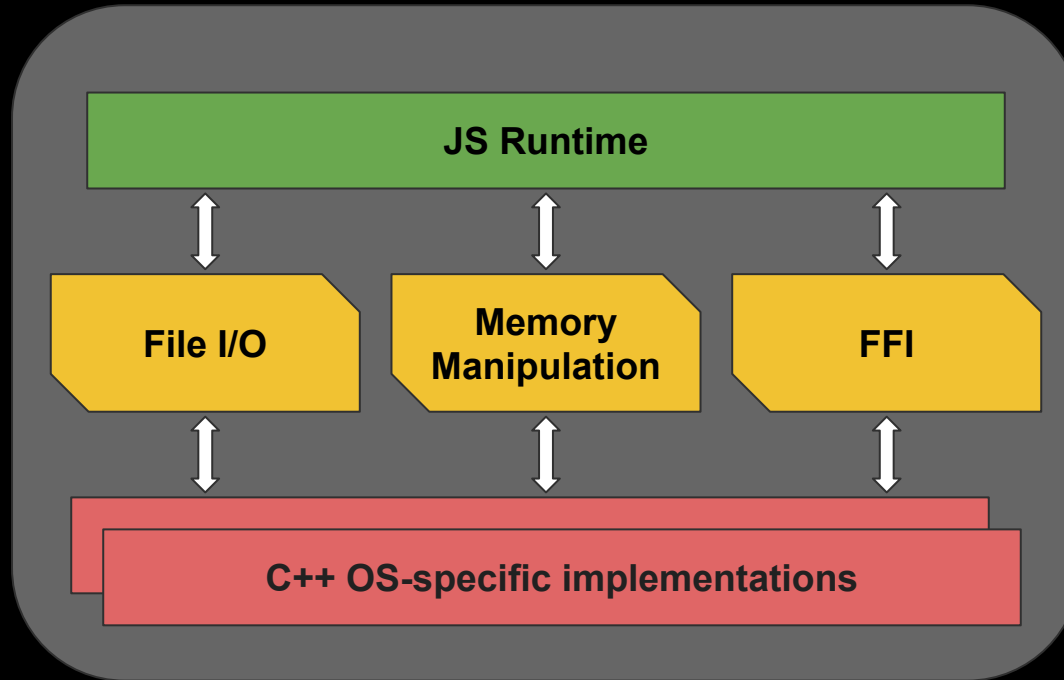 JS Runtime
File I/O
Memory
Manipulation
FFI
C++ OS-specific implementations